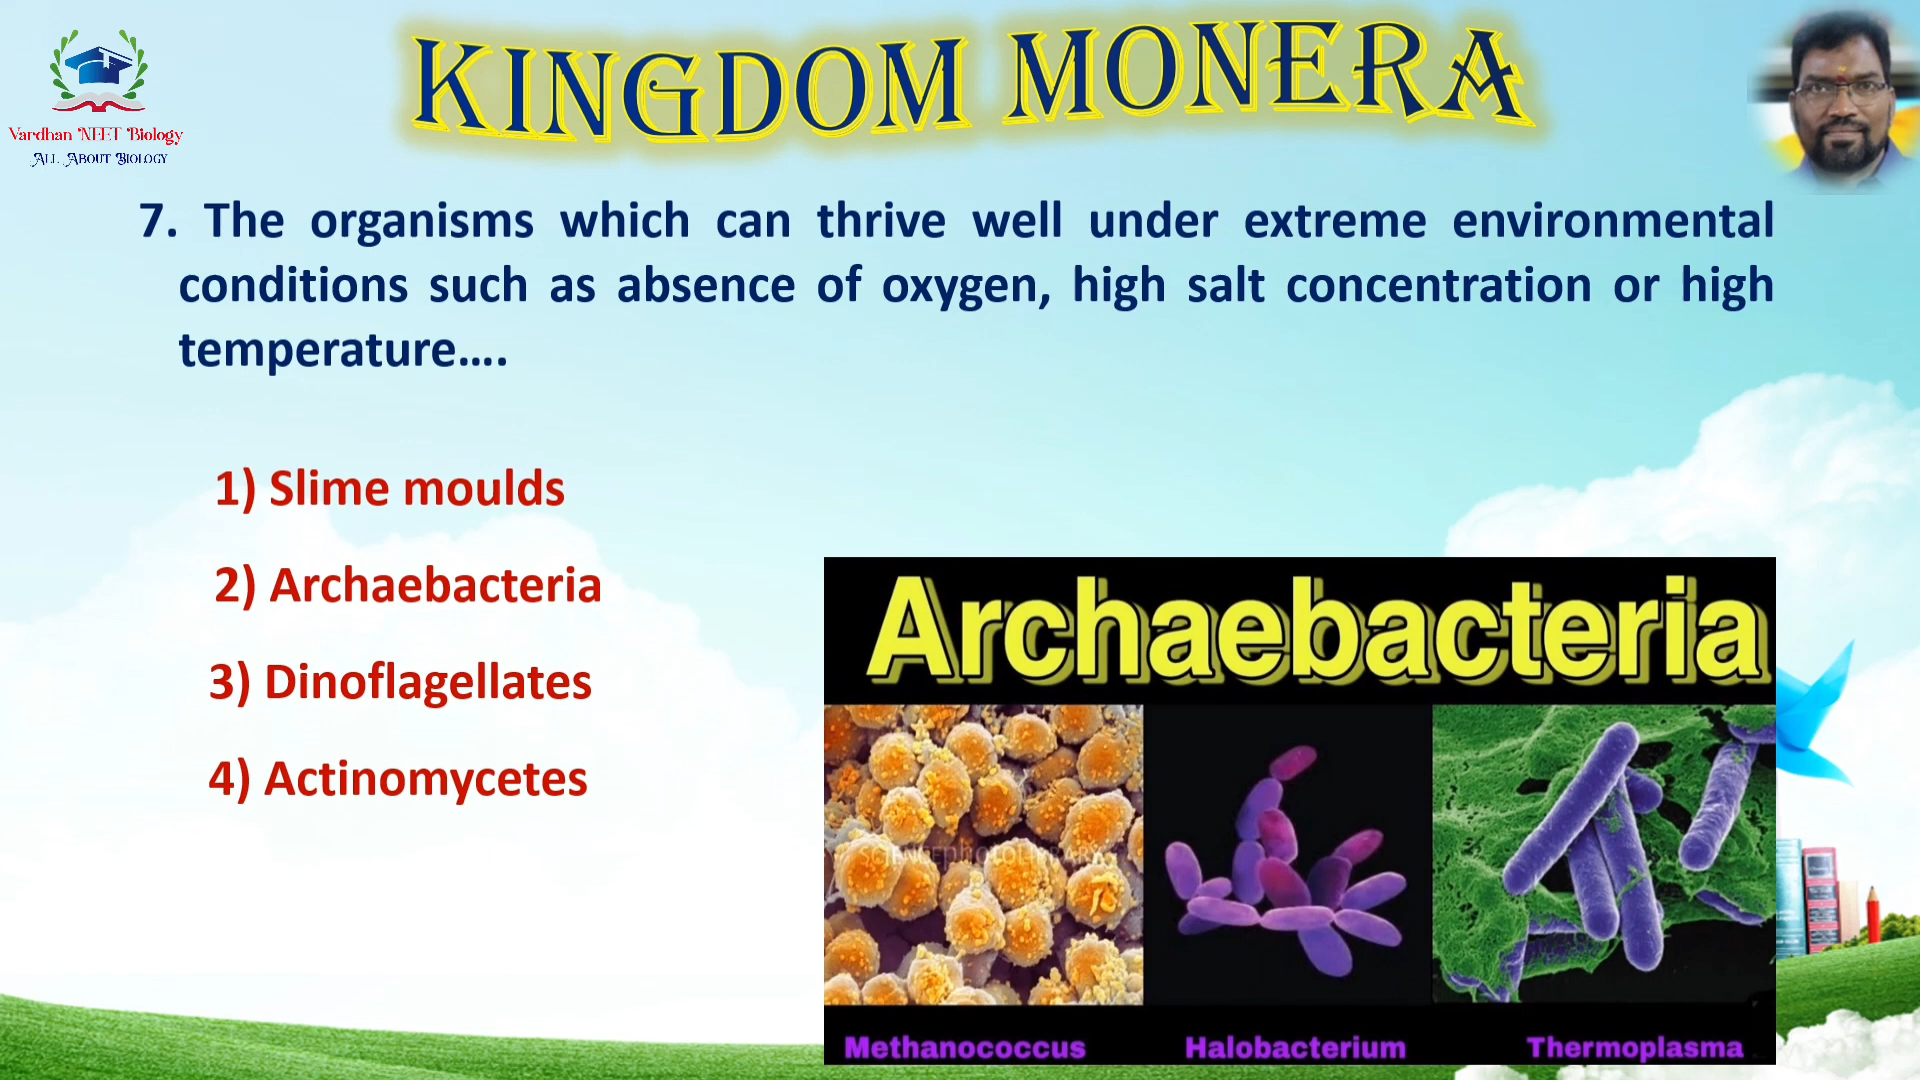 KINGDOM MONERA
Vardhan NEET Biology
All About Biology
7. The organisms which can thrive well under extreme environmental
conditions such as absence of oxygen, high salt concentration or high
temperature....
1) Slime moulds
2) Archaebacteria
3) Dinoflagellates
4) Actinomycetes
Archaebacteria
Methanococcus
Halobacterium
Thermoplasma